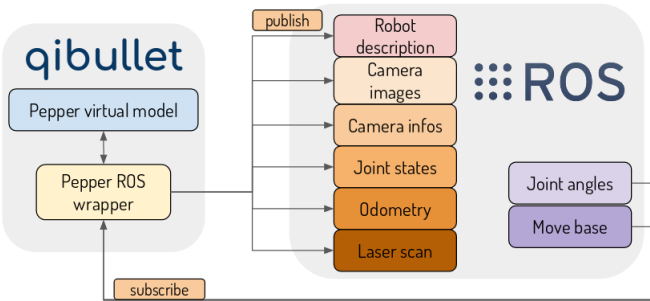 publish
qibullet
Pepper virtual model
Pepper ROS
wrapper
subscribe
Robot
description
Camera
images
Camera infos
Joint states
Odometry
Laser scan
ROS
Joint angles
Move base